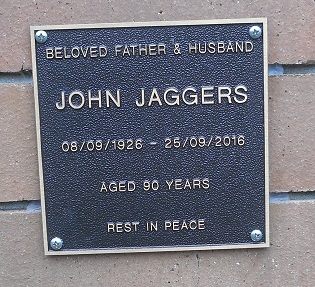 BELOVED FATHER & HUSBAND
JOHN JAGGERS
08/09/1926 - 25/09/2016
AGED 90 YEARS
REST IN PEACE